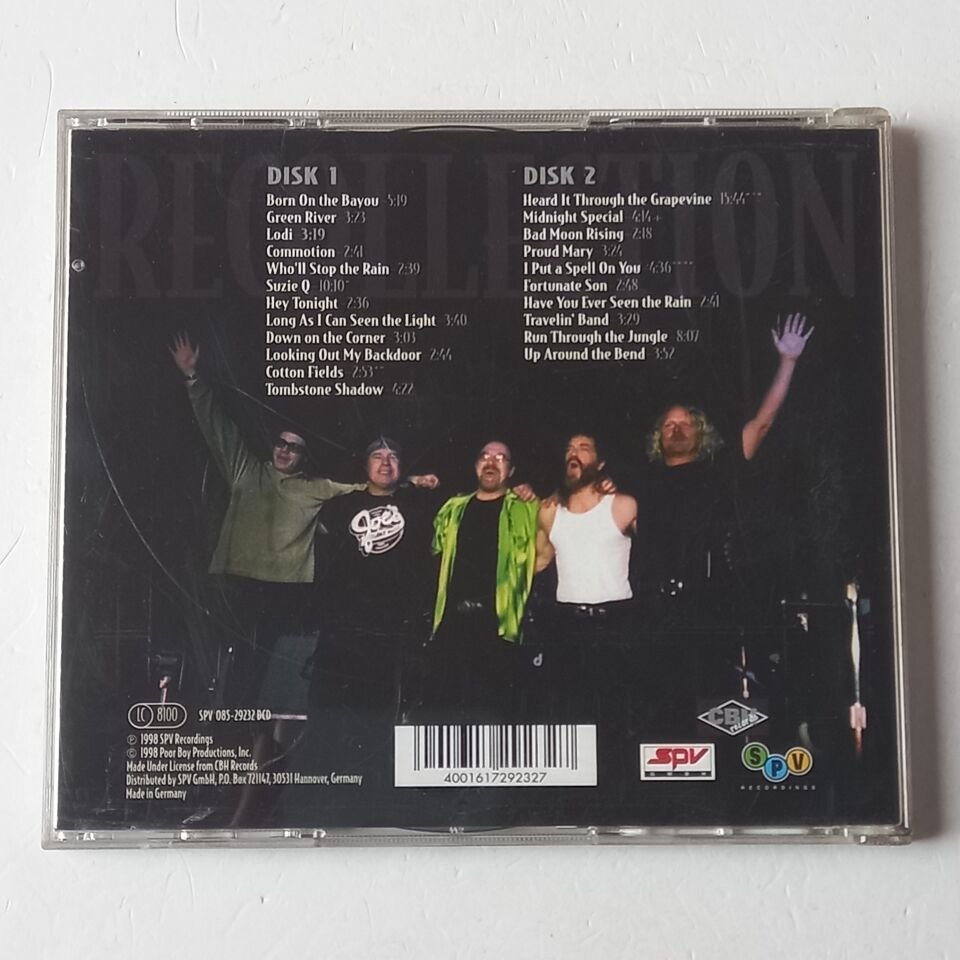 RECOLLECTION
DISK 1
Born On the Bayou 5:19
Green River 3:23
Lodi 3:19
Commotion 2:41
Who'll Stop the Rain 2:39
Suzie Q 10:10*
Hey Tonight 2:36
Long As I Can Seen the Light 3:40
Down on the Corner 3:03
Looking Out My Backdoor 2:44
Cotton Fields 2:53**
Tombstone Shadow 4:22
DISK 2
Heard It Through the Grapevine 15:44***
Midnight Special 4:14+
Bad Moon Rising 2:18
Proud Mary 3:24
I Put a Spell On You 4:36****
Fortunate Son 2:48
Have You Ever Seen the Rain 2:41
Travelin' Band 3:29
Run Through the Jungle 8:07
Up Around the Bend 3:52
Joe's
LC 8100 SPV 085-29232 DCD
℗ 1998 SPV Recordings
© 1998 Poor Boy Productions, Inc.
Made Under License from CBH Records
Distributed by SPV GmbH, P.O. Box 721147, 30531 Hannover, Germany
Made in Germany
4001617292327
CBH
records
SPV
GMBH
SPV
RECORDINGS